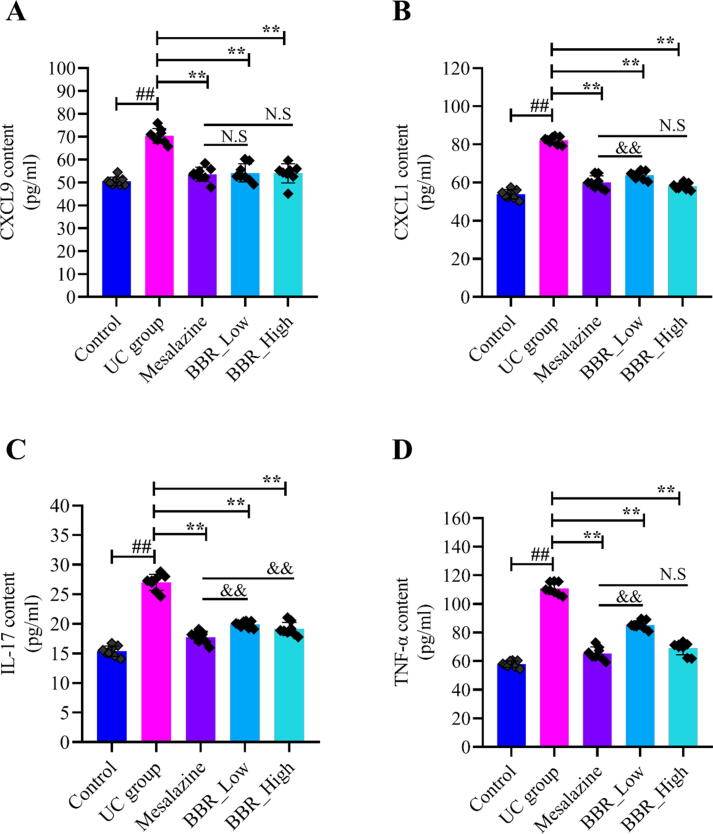 A
**
**
**
##
N.S
N.S
CXCL9 content
(pg/ml)
100
90
80
70
60
50
40
30
20
10
0
Control
UC group
Mesalazine
BBR_Low
BBR_High
B
**
**
**
##
N.S
&&
CXCL1 content
(pg/ml)
120
100
80
60
40
20
0
Control
UC group
Mesalazine
BBR_Low
BBR_High
C
**
**
**
##
&&
&&
IL-17 content
(pg/ml)
40
35
30
25
20
15
10
5
0
Control
UC group
Mesalazine
BBR_Low
BBR_High
D
**
**
**
##
N.S
&&
TNF-α content
(pg/ml)
160
140
120
100
80
60
40
20
0
Control
UC group
Mesalazine
BBR_Low
BBR_High